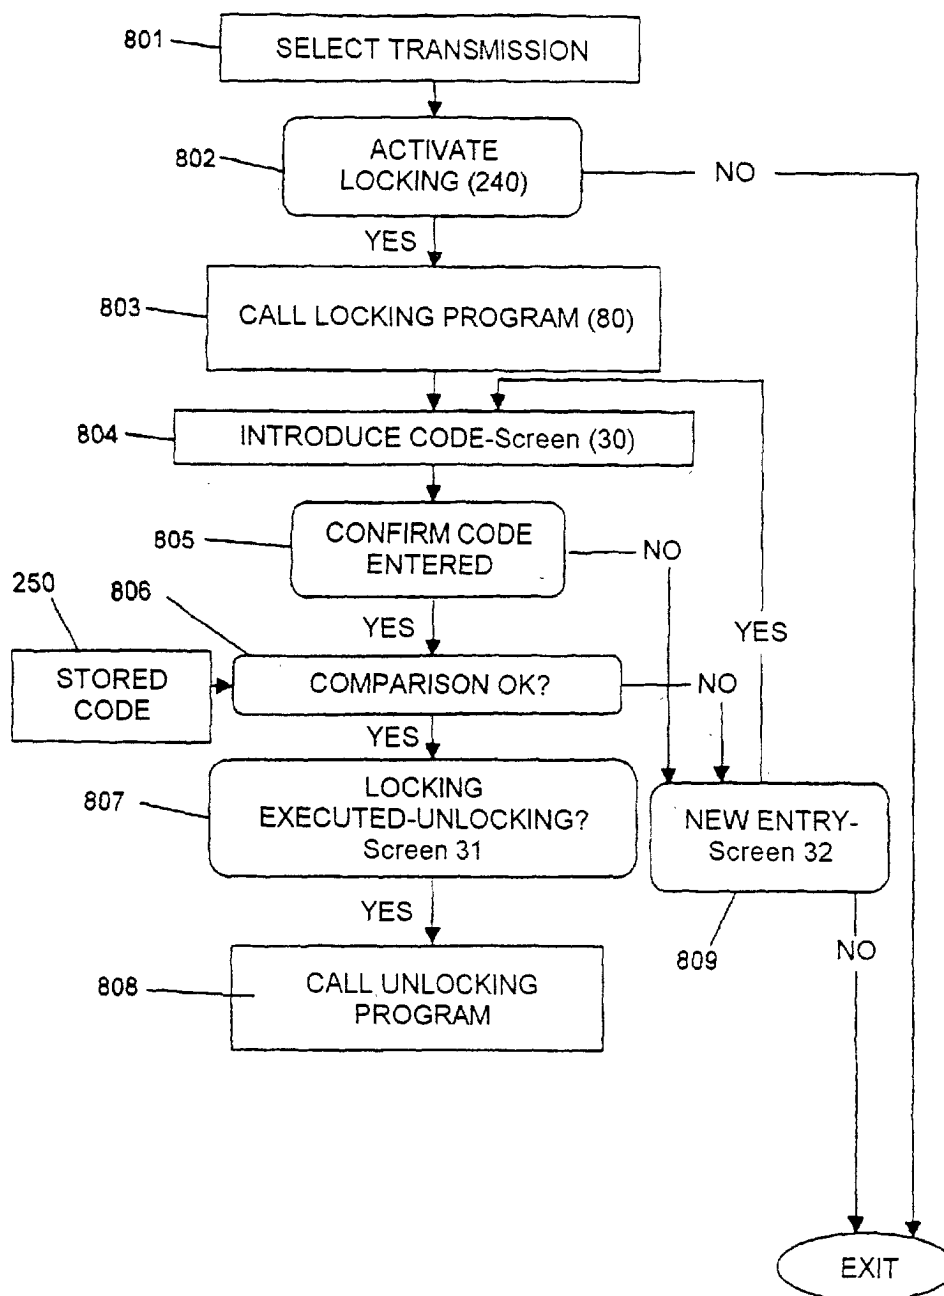 801
SELECT TRANSMISSION
802
ACTIVATE
LOCKING (240)
NO
YES
803
CALL LOCKING PROGRAM (80)
804
INTRODUCE CODE-Screen (30)
805
CONFIRM CODE
ENTERED
NO
250
806
YES
YES
STORED
CODE
COMPARISON OK?
NO
YES
807
LOCKING
EXECUTED-UNLOCKING?
Screen 31
NEW ENTRY-
Screen 32
YES
809
NO
808
CALL UNLOCKING
PROGRAM
EXIT